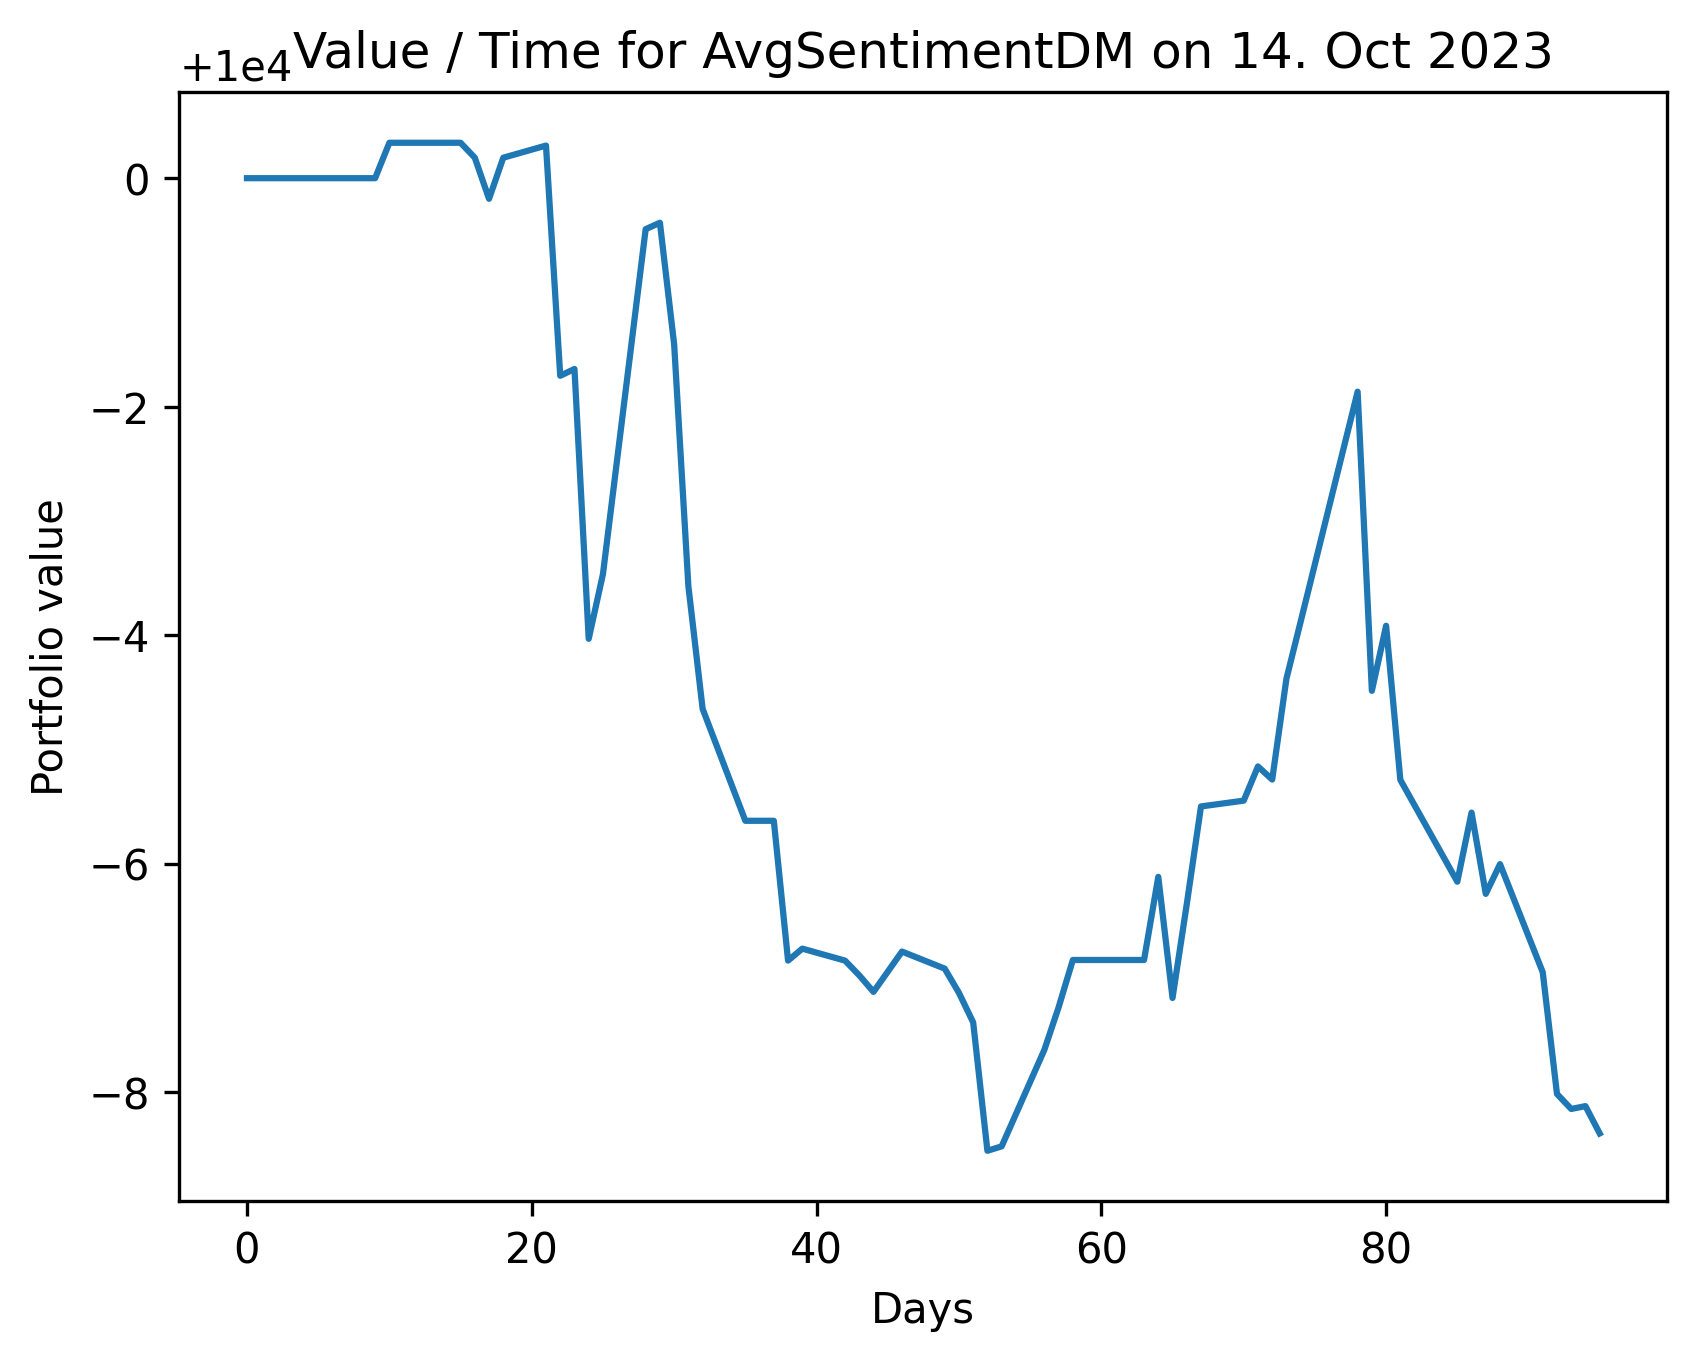 Value / Time for AvgSentimentDM on 14. Oct 2023
+1e4
0
−2
−4
−6
−8
Portfolio value
0 20 40 60 80
Days